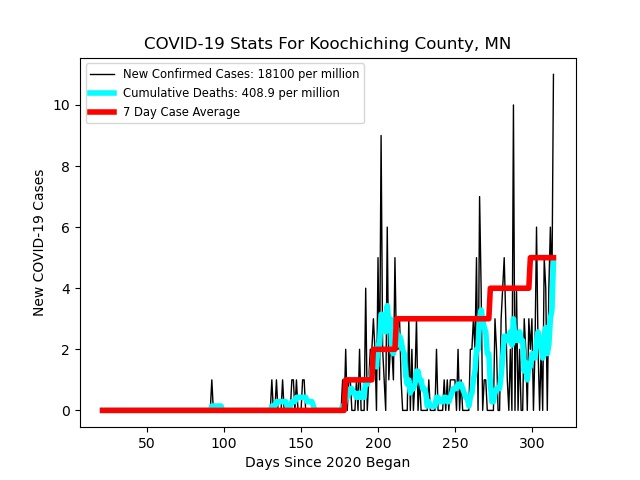 COVID-19 Stats For Koochiching County, MN
New Confirmed Cases: 18100 per million
Cumulative Deaths: 408.9 per million
7 Day Case Average
New COVID-19 Cases
10
8
6
4
2
0
50 100 150 200 250 300
Days Since 2020 Began